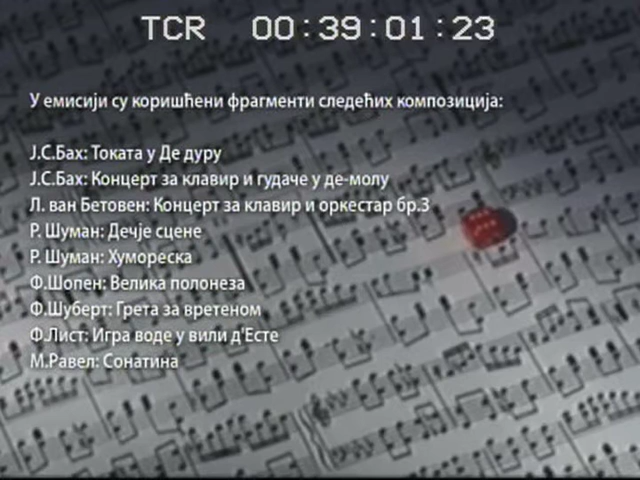 TCR 00:39:01:23
У емисији су коришћени фрагменти следећих композиција:
Ј.С.Бах: Токата у Де дуру
Ј.С.Бах: Концерт за клавир и гудаче у де-молу
Л. ван Бетовен: Концерт за клавир и оркестар бр.3
Р. Шуман: Дечје сцене
Р. Шуман: Хумореска
Ф.Шопен: Велика полонеза
Ф.Шуберт: Грета за вретеном
Ф.Лист: Игра воде у вили д'Есте
М.Равел: Сонатина